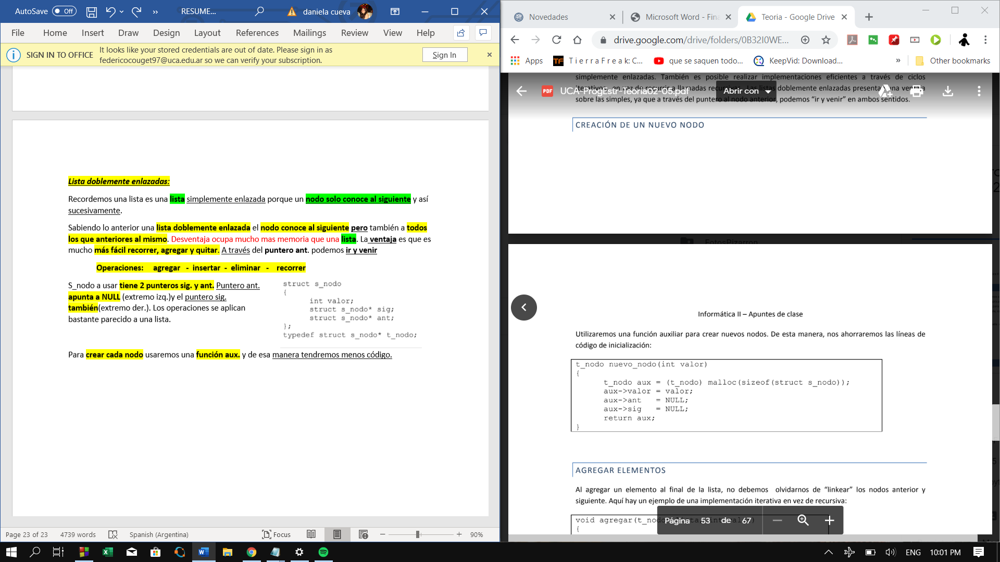 AutoSave Off RESUME... daniela cueva
File Home Insert Draw Design Layout References Mailings Review View Help
SIGN IN TO OFFICE It looks like your stored credentials are out of date. Please sign in as
federicocouget97@uca.edu.ar so we can verify your subscription.
Sign In
Lista doblemente enlazadas:
Recordemos una lista es una lista simplemente enlazada porque un nodo solo conoce al siguiente y así
sucesivamente.
Sabiendo lo anterior una lista doblemente enlazada el nodo conoce al siguiente pero también a todos
los que anteriores al mismo. Desventaja ocupa mucho mas memoria que una lista. La ventaja es que es
mucho más fácil recorrer, agregar y quitar. A través del puntero ant. podemos ir y venir
Operaciones: agregar - insertar - eliminar - recorrer
S_nodo a usar tiene 2 punteros sig. y ant. Puntero ant.
apunta a NULL (extremo izq.)y el puntero sig.
también(extremo der.). Los operaciones se aplican
bastante parecido a una lista.
struct s_nodo
{
int valor;
struct s_nodo* sig;
struct s_nodo* ant;
};
typedef struct s_nodo* t_nodo;
Para crear cada nodo usaremos una función aux. y de esa manera tendremos menos código.
Page 23 of 23 4739 words Spanish (Argentina) Focus 90%
Novedades Microsoft Word - Fina Teoria - Google Drive
drive.google.com/drive/folders/0B32I0WE...
Apps TF T i e r r a F r e a k: C... que se saquen todo... KeepVid: Download... » Other bookmarks
simplemente enlazadas. También es posible realizar implementaciones eficientes a través de ciclos
iterativos, en vez de recurrir a llamadas recursivas. Las listas doblemente enlazadas presentan una ventaja
PDF UCA-ProgEstr-Teoria02-05.pdf Abrir con
sobre las simples, ya que a través del puntero al nodo anterior, podemos “ir y venir” en ambos sentidos.
CREACIÓN DE UN NUEVO NODO
FotosPizarron
Informática II – Apuntes de clase
Utilizaremos una función auxiliar para crear nuevos nodos. De esta manera, nos ahorraremos las líneas de
código de inicialización:
t_nodo nuevo_nodo(int valor)
{
t_nodo aux = (t_nodo) malloc(sizeof(struct s_nodo));
aux->valor = valor;
aux->ant = NULL;
aux->sig = NULL;
return aux;
}
AGREGAR ELEMENTOS
Al agregar un elemento al final de la lista, no debemos olvidarnos de “linkear” los nodos anterior y
siguiente. Aquí hay un ejemplo de una implementación iterativa en vez de recursiva:
void agregar(t_nodo
{
Página 53 de 67
ENG 10:01 PM